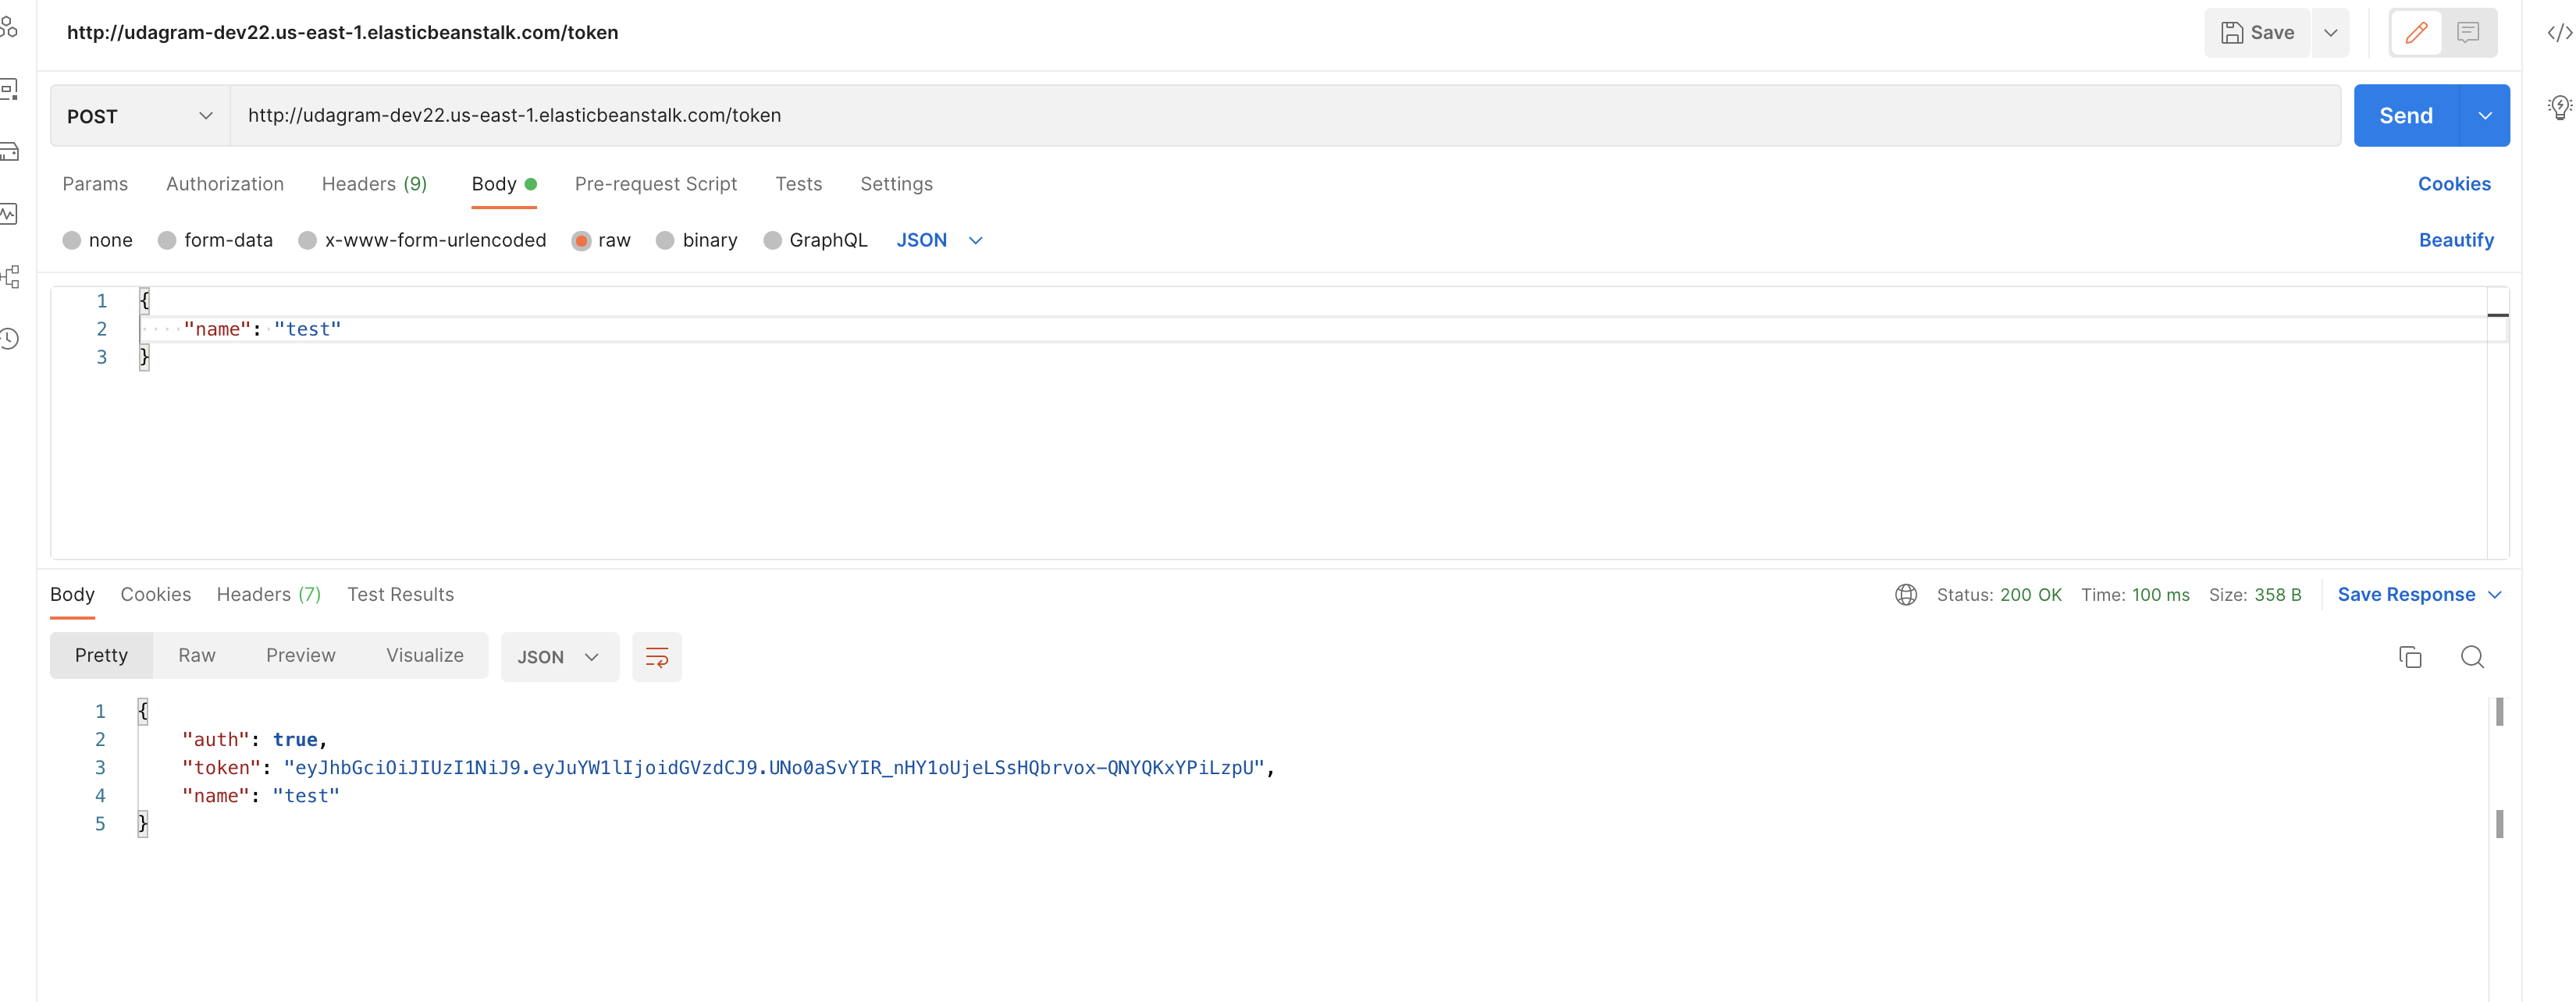 http://udagram-dev22.us-east-1.elasticbeanstalk.com/token
Save
POST
http://udagram-dev22.us-east-1.elasticbeanstalk.com/token
Send
Params Authorization Headers (9) Body Pre-request Script Tests Settings Cookies
none form-data x-www-form-urlencoded raw binary GraphQL JSON Beautify
1 {
2 "name": "test"
3 }
Body Cookies Headers (7) Test Results Status: 200 OK Time: 100 ms Size: 358 B Save Response
Pretty Raw Preview Visualize JSON
1 {
2 "auth": true,
3 "token": "eyJhbGciOiJIUzI1NiJ9.eyJuYW1lIjoidGVzdCJ9.UNo0aSvYIR_nHY1oUjeLSsHQbrvox-QNYQKxYPiLzpU",
4 "name": "test"
5 }